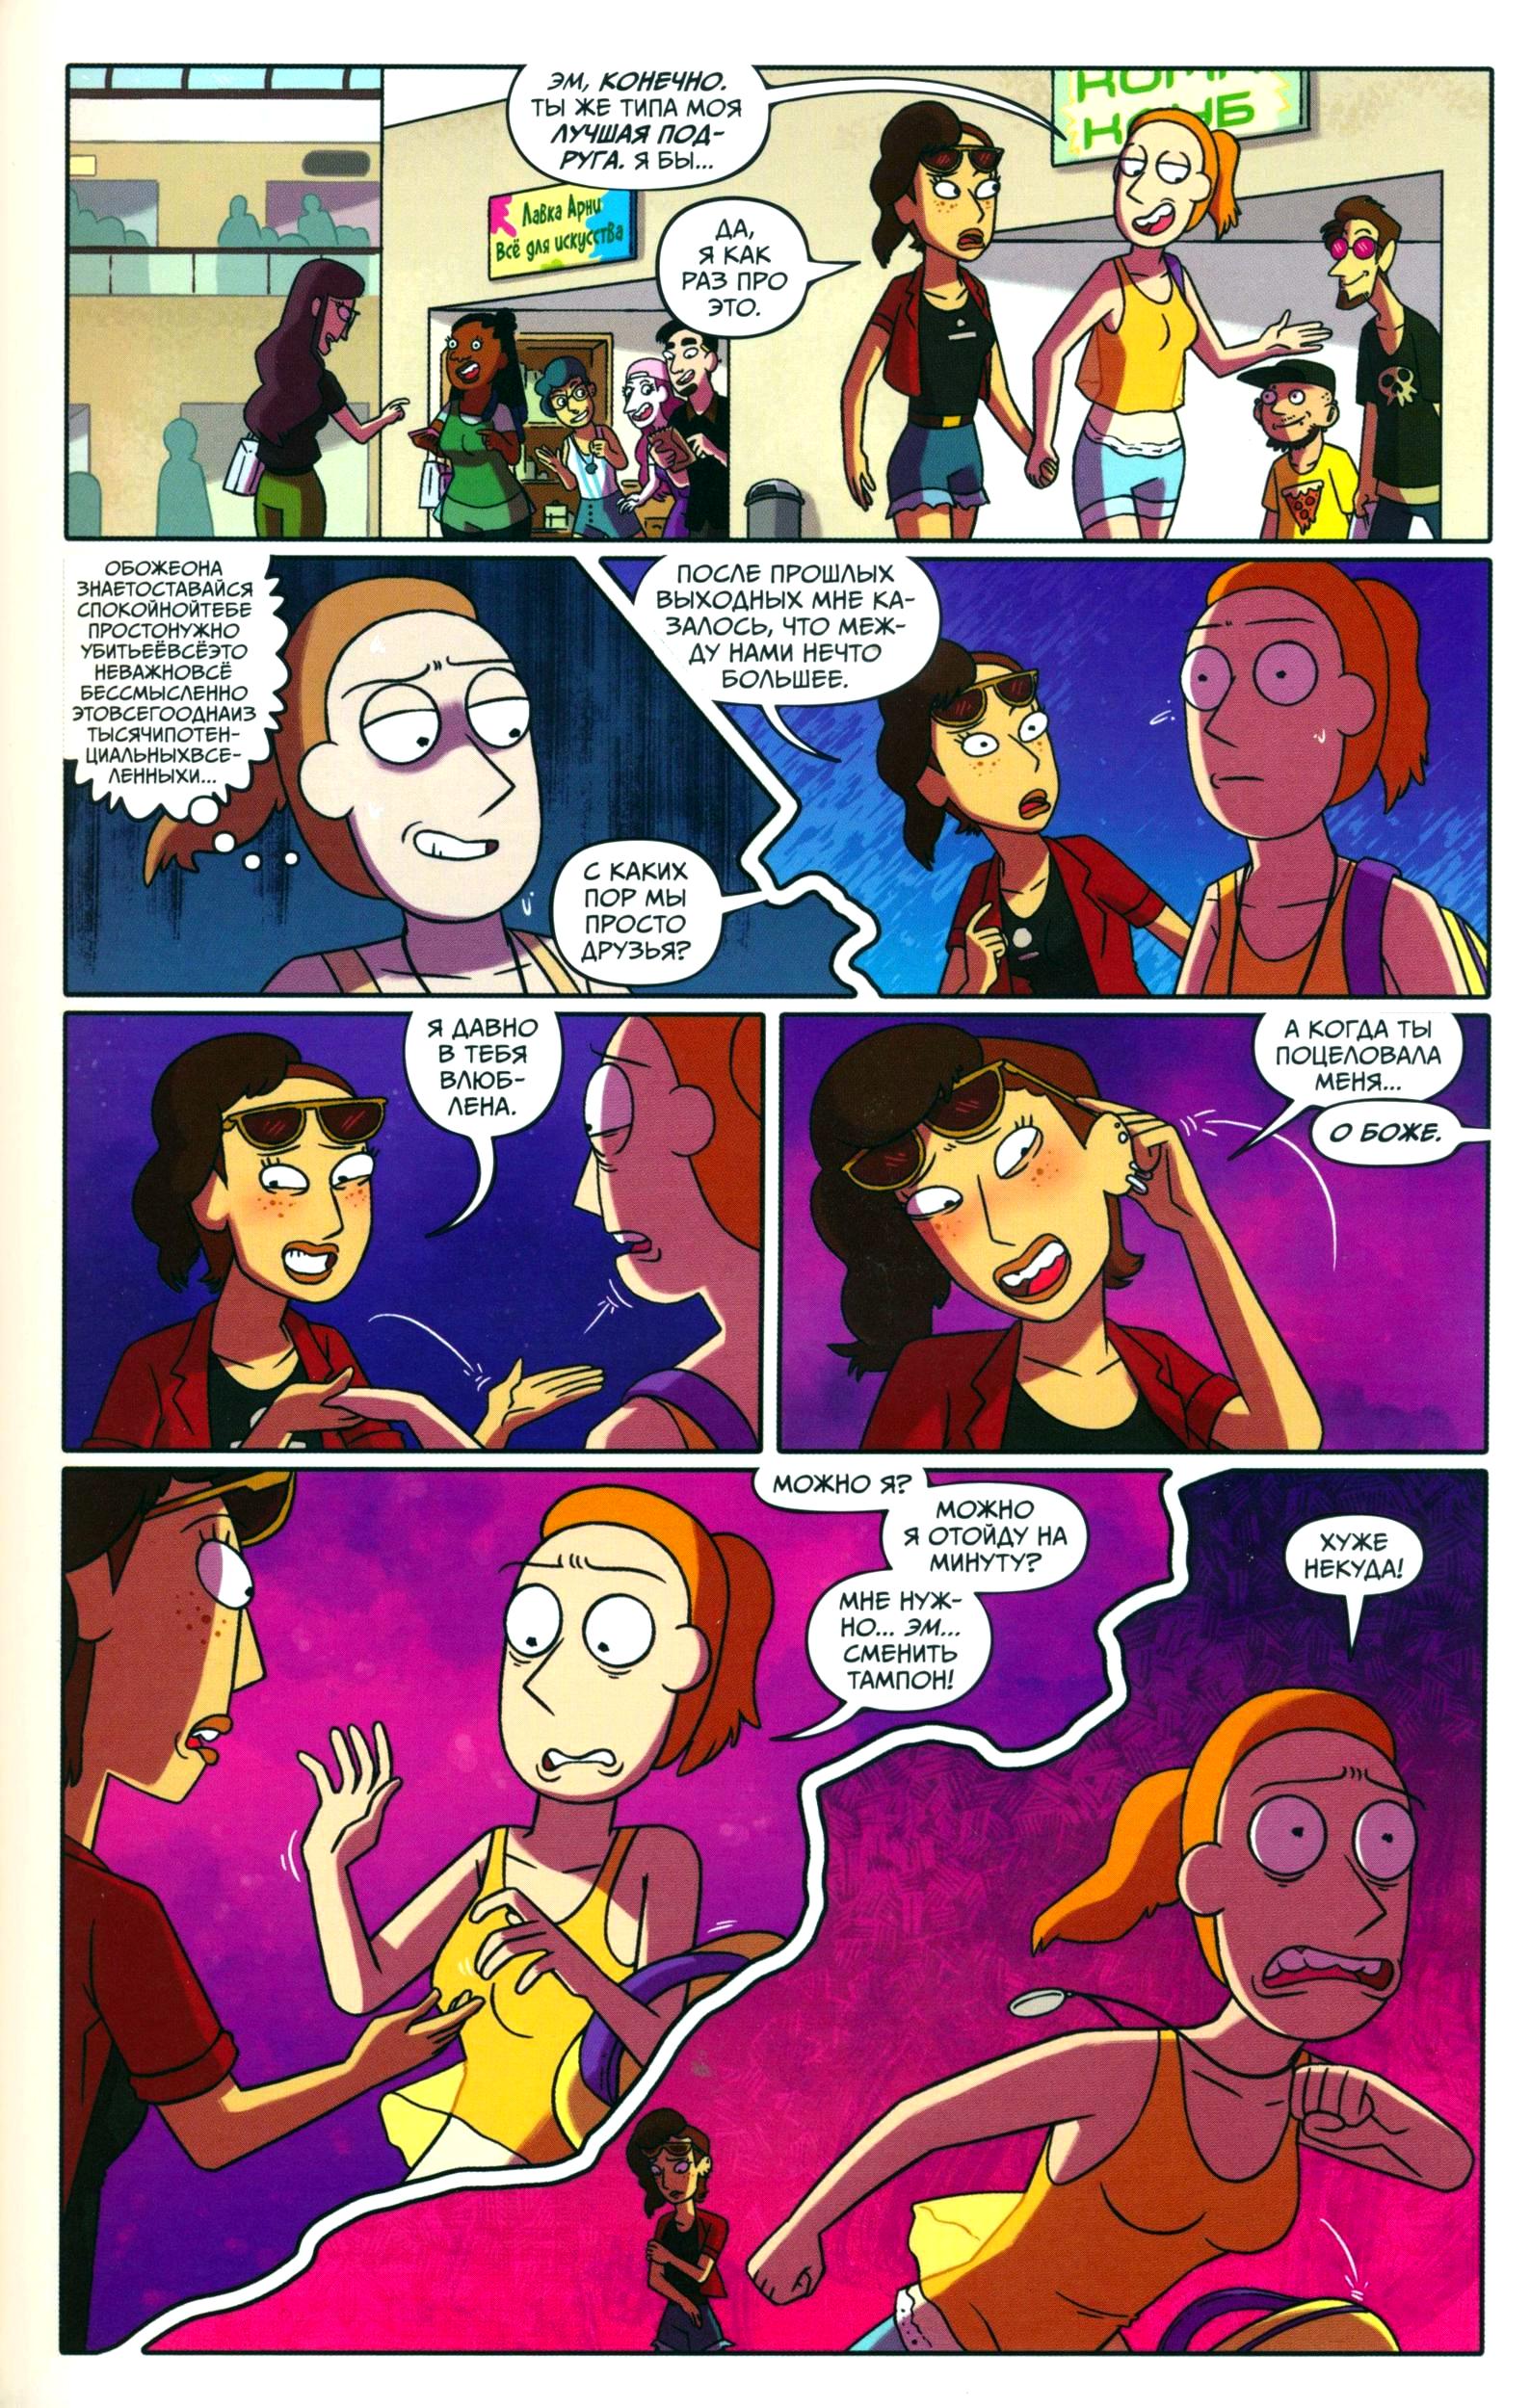 ЭМ, КОНЕЧНО.
ТЫ ЖЕ ТИПА МОЯ
ЛУЧШАЯ ПОД-
РУГА. Я БЫ...
Лавка Арни
Всё для искусства
ДА,
Я КАК
РАЗ ПРО
ЭТО.
ОБОЖЕОНА
ЗНАЕТОСТАВАЙСЯ
СПОКОЙНОЙТЕБЕ
ПРОСТОНУЖНО
УБИТЬЕЁВСЁЭТО
НЕВАЖНОВСЁ
БЕССМЫСЛЕННО
ЭТОВСЕГООДНАИЗ
ТЫСЯЧИПОТЕН-
ЦИАЛЬНЫХВСЕ-
ЛЕННЫХИ...
С КАКИХ
ПОР МЫ
ПРОСТО
ДРУЗЬЯ?
ПОСЛЕ ПРОШЛЫХ
ВЫХОДНЫХ МНЕ КА-
ЗАЛОСЬ, ЧТО МЕЖ-
ДУ НАМИ НЕЧТО
БОЛЬШЕЕ.
Я ДАВНО
В ТЕБЯ
ВЛЮБ-
ЛЕНА.
А КОГДА ТЫ
ПОЦЕЛОВАЛА
МЕНЯ...
О БОЖЕ.
МОЖНО Я?
МОЖНО
Я ОТОЙДУ НА
МИНУТУ?
МНЕ НУЖ-
НО... ЭМ...
СМЕНИТЬ
ТАМПОН!
ХУЖЕ
НЕКУДА!